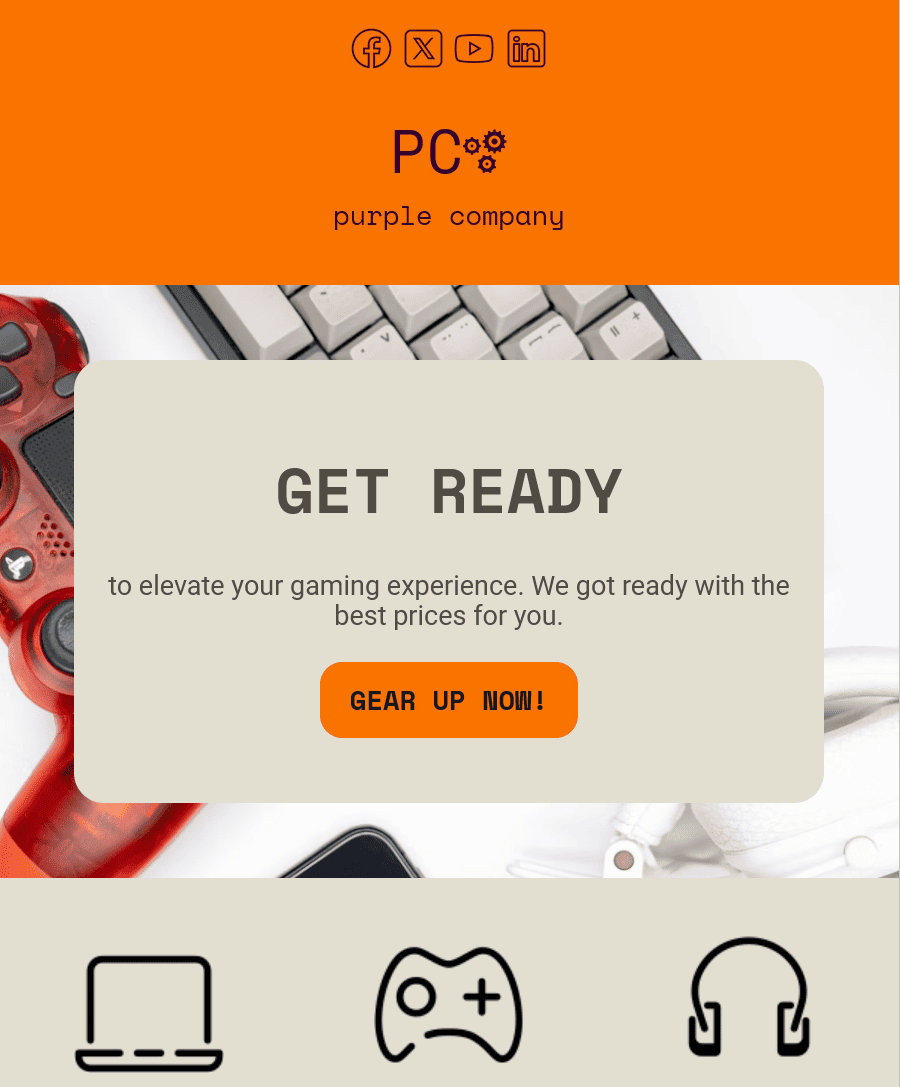 PC
purple company
GET READY
to elevate your gaming experience. We got ready with the
best prices for you.
GEAR UP NOW!